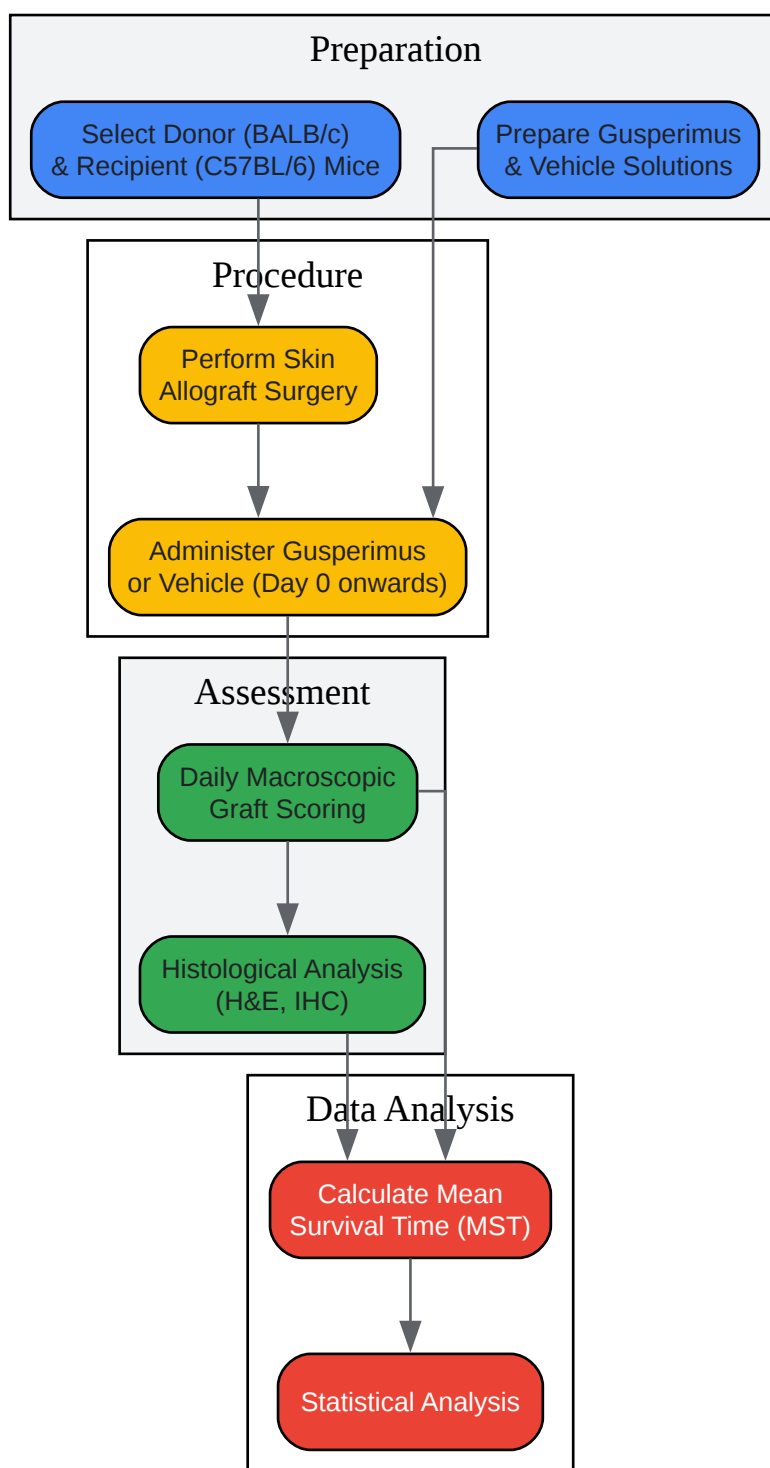 Preparation
Select Donor (BALB/c)
& Recipient (C57BL/6) Mice
Prepare Gusperimus
& Vehicle Solutions
Procedure
Perform Skin
Allograft Surgery
Administer Gusperimus
or Vehicle (Day 0 onwards)
Assessment
Daily Macroscopic
Graft Scoring
Histological Analysis
(H&E, IHC)
Data Analysis
Calculate Mean
Survival Time (MST)
Statistical Analysis